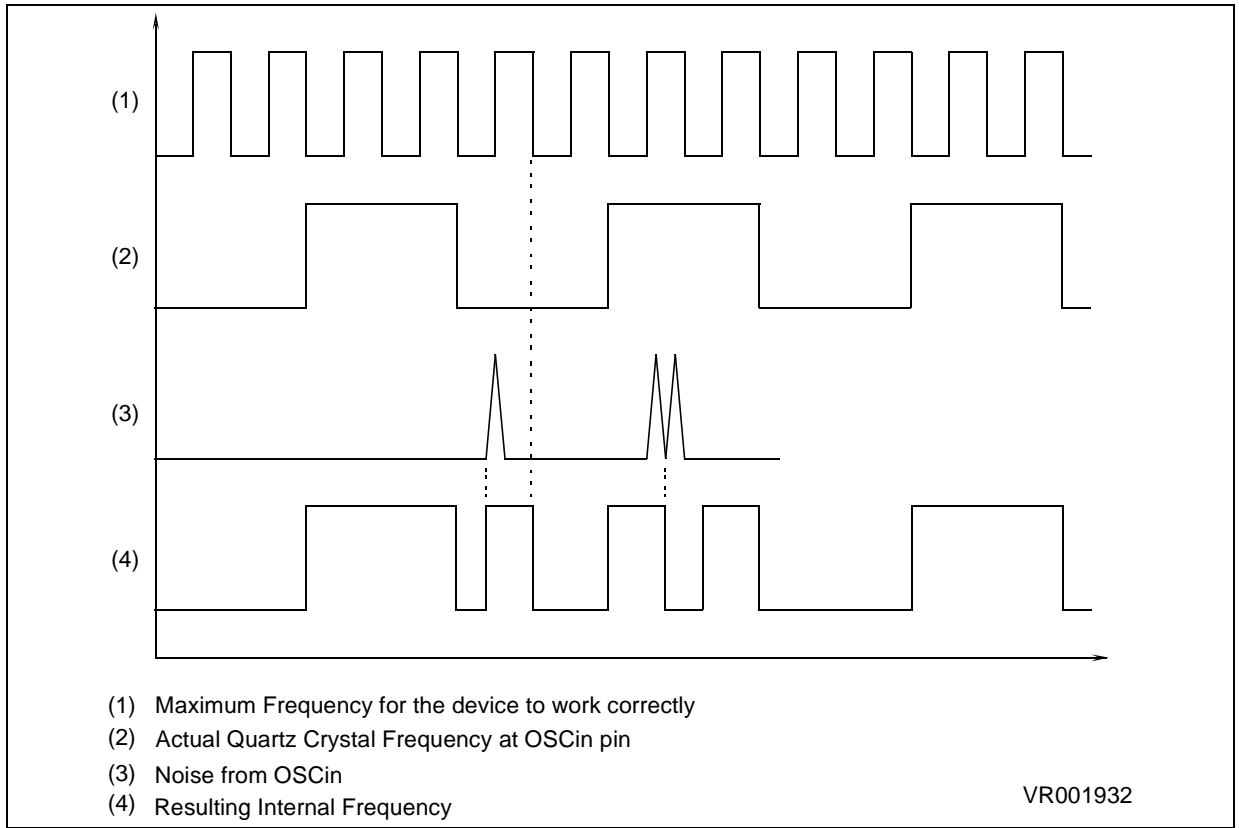 (1)
(2)
(3)
(4)
(1) Maximum Frequency for the device to work correctly
(2) Actual Quartz Crystal Frequency at OSCin pin
(3) Noise from OSCin
(4) Resulting Internal Frequency
VR001932